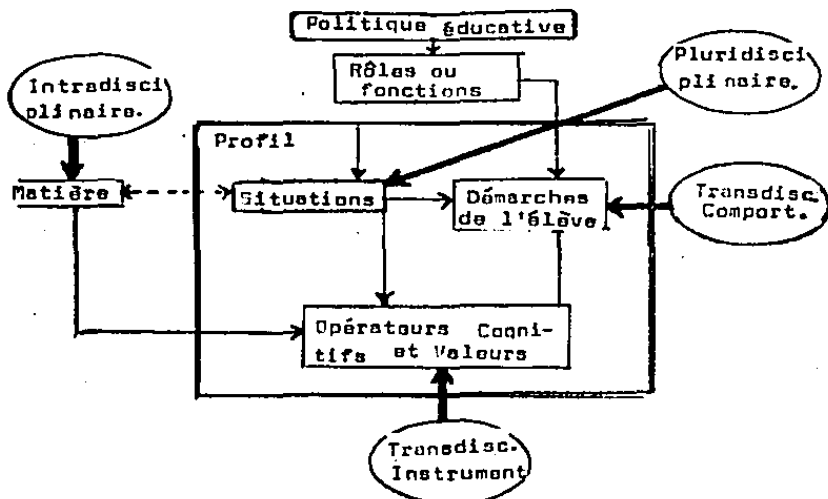 Politique éducative
Rôles ou
fonctions
Pluridisci
plinaire.
Intradisci
plinaire.
Profil
Matière
Situations
Démarches
de l'élève
Transdisc.
Comport.
Opérateurs Cogni-
tifs et Valeurs
Transdisc.
Instrument